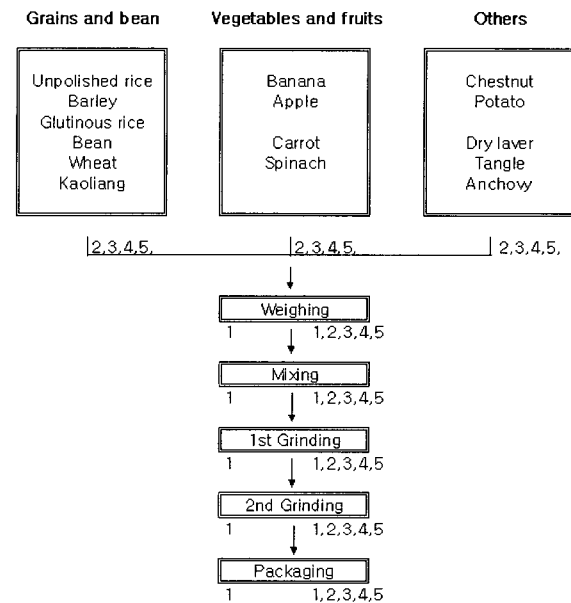 Grains and bean
Vegetables and fruits
Others
Unpolished rice
Barley
Glutinous rice
Bean
Wheat
Kaoliang
Banana
Apple
Carrot
Spinach
Chestnut
Potato
Dry laver
Tangle
Anchovy
2,3,4,5,
2,3,4,5,
2,3,4,5,
Weighing
1 1,2,3,4,5
Mixing
1 1,2,3,4,5
1st Grinding
1 1,2,3,4,5
2nd Grinding
1 1,2,3,4,5
Packaging
1 1,2,3,4,5